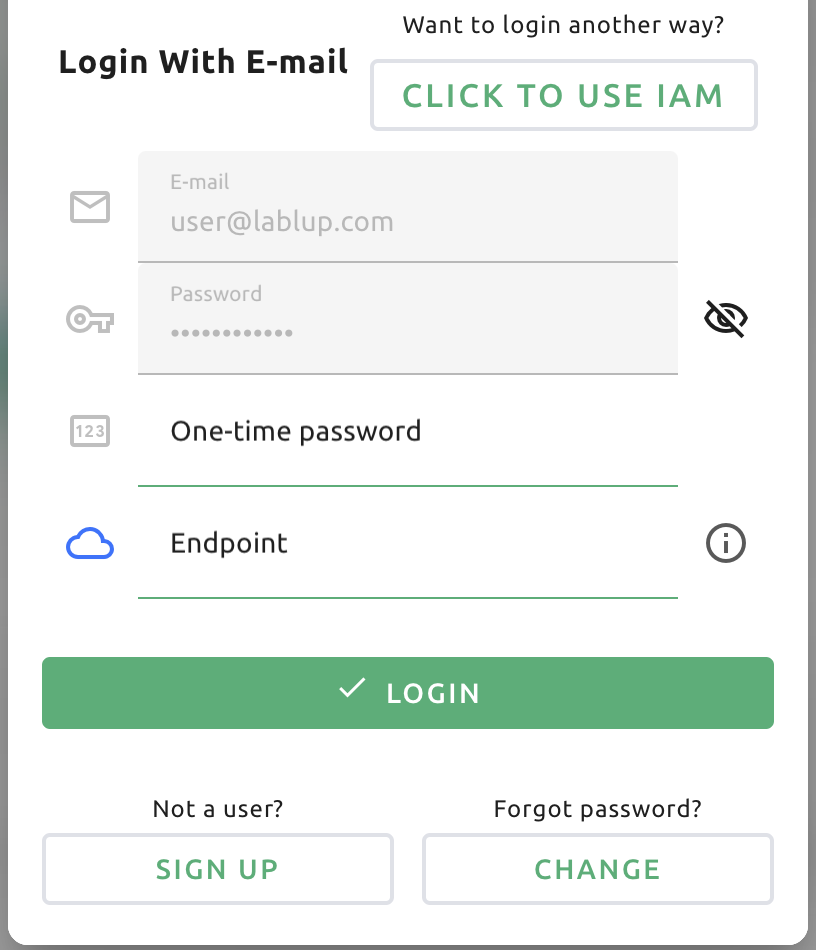 Want to login another way?
Login With E-mail
CLICK TO USE IAM
E-mail
user@lablup.com
Password
••••••••••••
123
One-time password
Endpoint
LOGIN
Not a user?
Forgot password?
SIGN UP
CHANGE